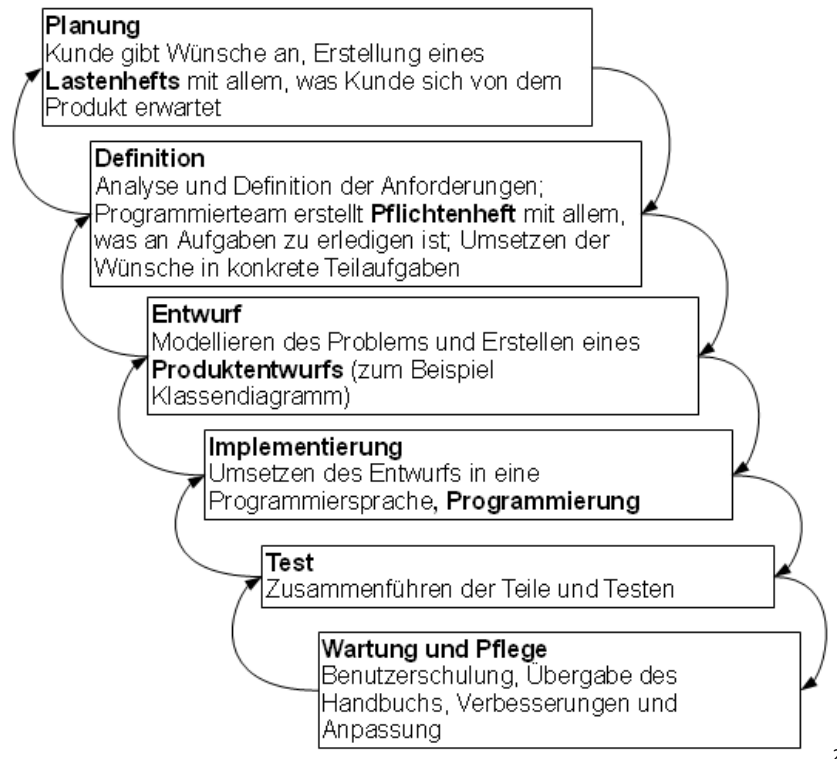 Planung
Kunde gibt Wünsche an, Erstellung eines
Lastenhefts mit allem, was Kunde sich von dem
Produkt erwartet
Definition
Analyse und Definition der Anforderungen;
Programmierteam erstellt Pflichtenheft mit allem,
was an Aufgaben zu erledigen ist; Umsetzen der
Wünsche in konkrete Teilaufgaben
Entwurf
Modellieren des Problems und Erstellen eines
Produktentwurfs (zum Beispiel
Klassendiagramm)
Implementierung
Umsetzen des Entwurfs in eine
Programmiersprache, Programmierung
Test
Zusammenführen der Teile und Testen
Wartung und Pflege
Benutzerschulung, Übergabe des
Handbuchs, Verbesserungen und
Anpassung